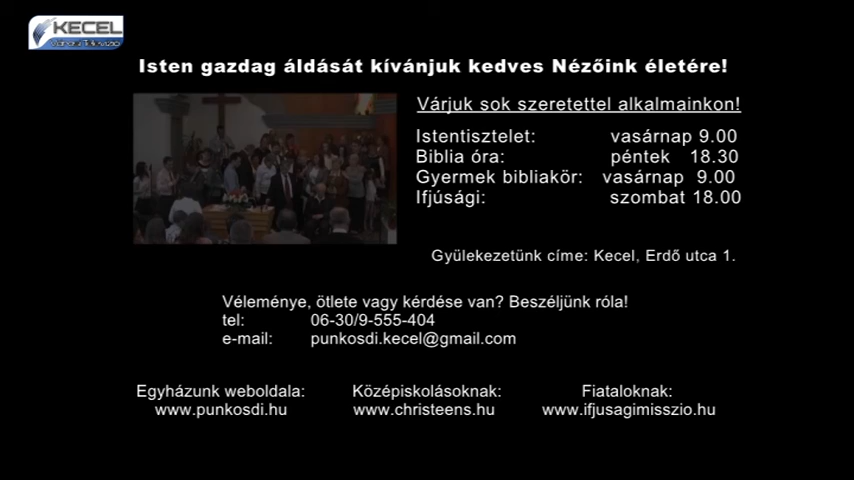 KECEL
Városi Televízió
Isten gazdag áldását kívánjuk kedves Nézőink életére!
Várjuk sok szeretettel alkalmainkon!
Istentisztelet: vasárnap 9.00
Biblia óra: péntek 18.30
Gyermek bibliakör: vasárnap 9.00
Ifjúsági: szombat 18.00
Gyülekezetünk címe: Kecel, Erdő utca 1.
Véleménye, ötlete vagy kérdése van? Beszéljünk róla!
tel: 06-30/9-555-404
e-mail: punkosdi.kecel@gmail.com
Egyházunk weboldala: Középiskolásoknak: Fiataloknak:
www.punkosdi.hu www.christeens.hu www.ifjusagimisszio.hu